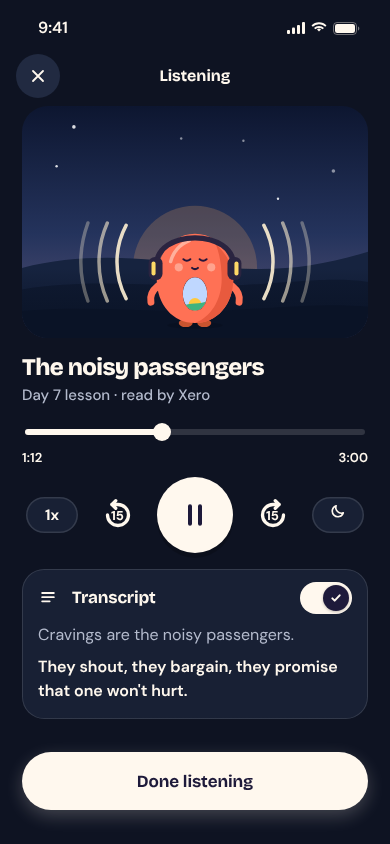 9:41
Listening
The noisy passengers
Day 7 lesson · read by Xero
1:12
3:00
1x
15
15
Transcript
Cravings are the noisy passengers.
They shout, they bargain, they promise
that one won't hurt.
Done listening